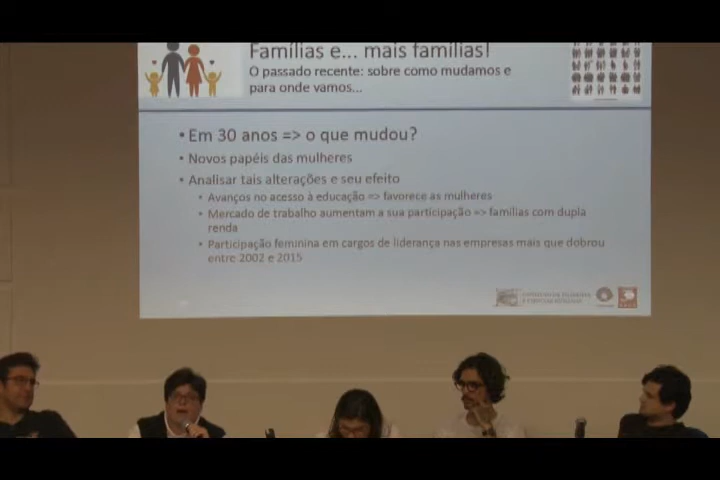 Famílias e... mais famílias!
O passado recente: sobre como mudamos e
para onde vamos...
• Em 30 anos => o que mudou?
• Novos papéis das mulheres
• Analisar tais alterações e seu efeito
• Avanços no acesso à educação => favorece as mulheres
• Mercado de trabalho aumentam a sua participação => famílias com dupla
renda
• Participação feminina em cargos de liderança nas empresas mais que dobrou
entre 2002 e 2015